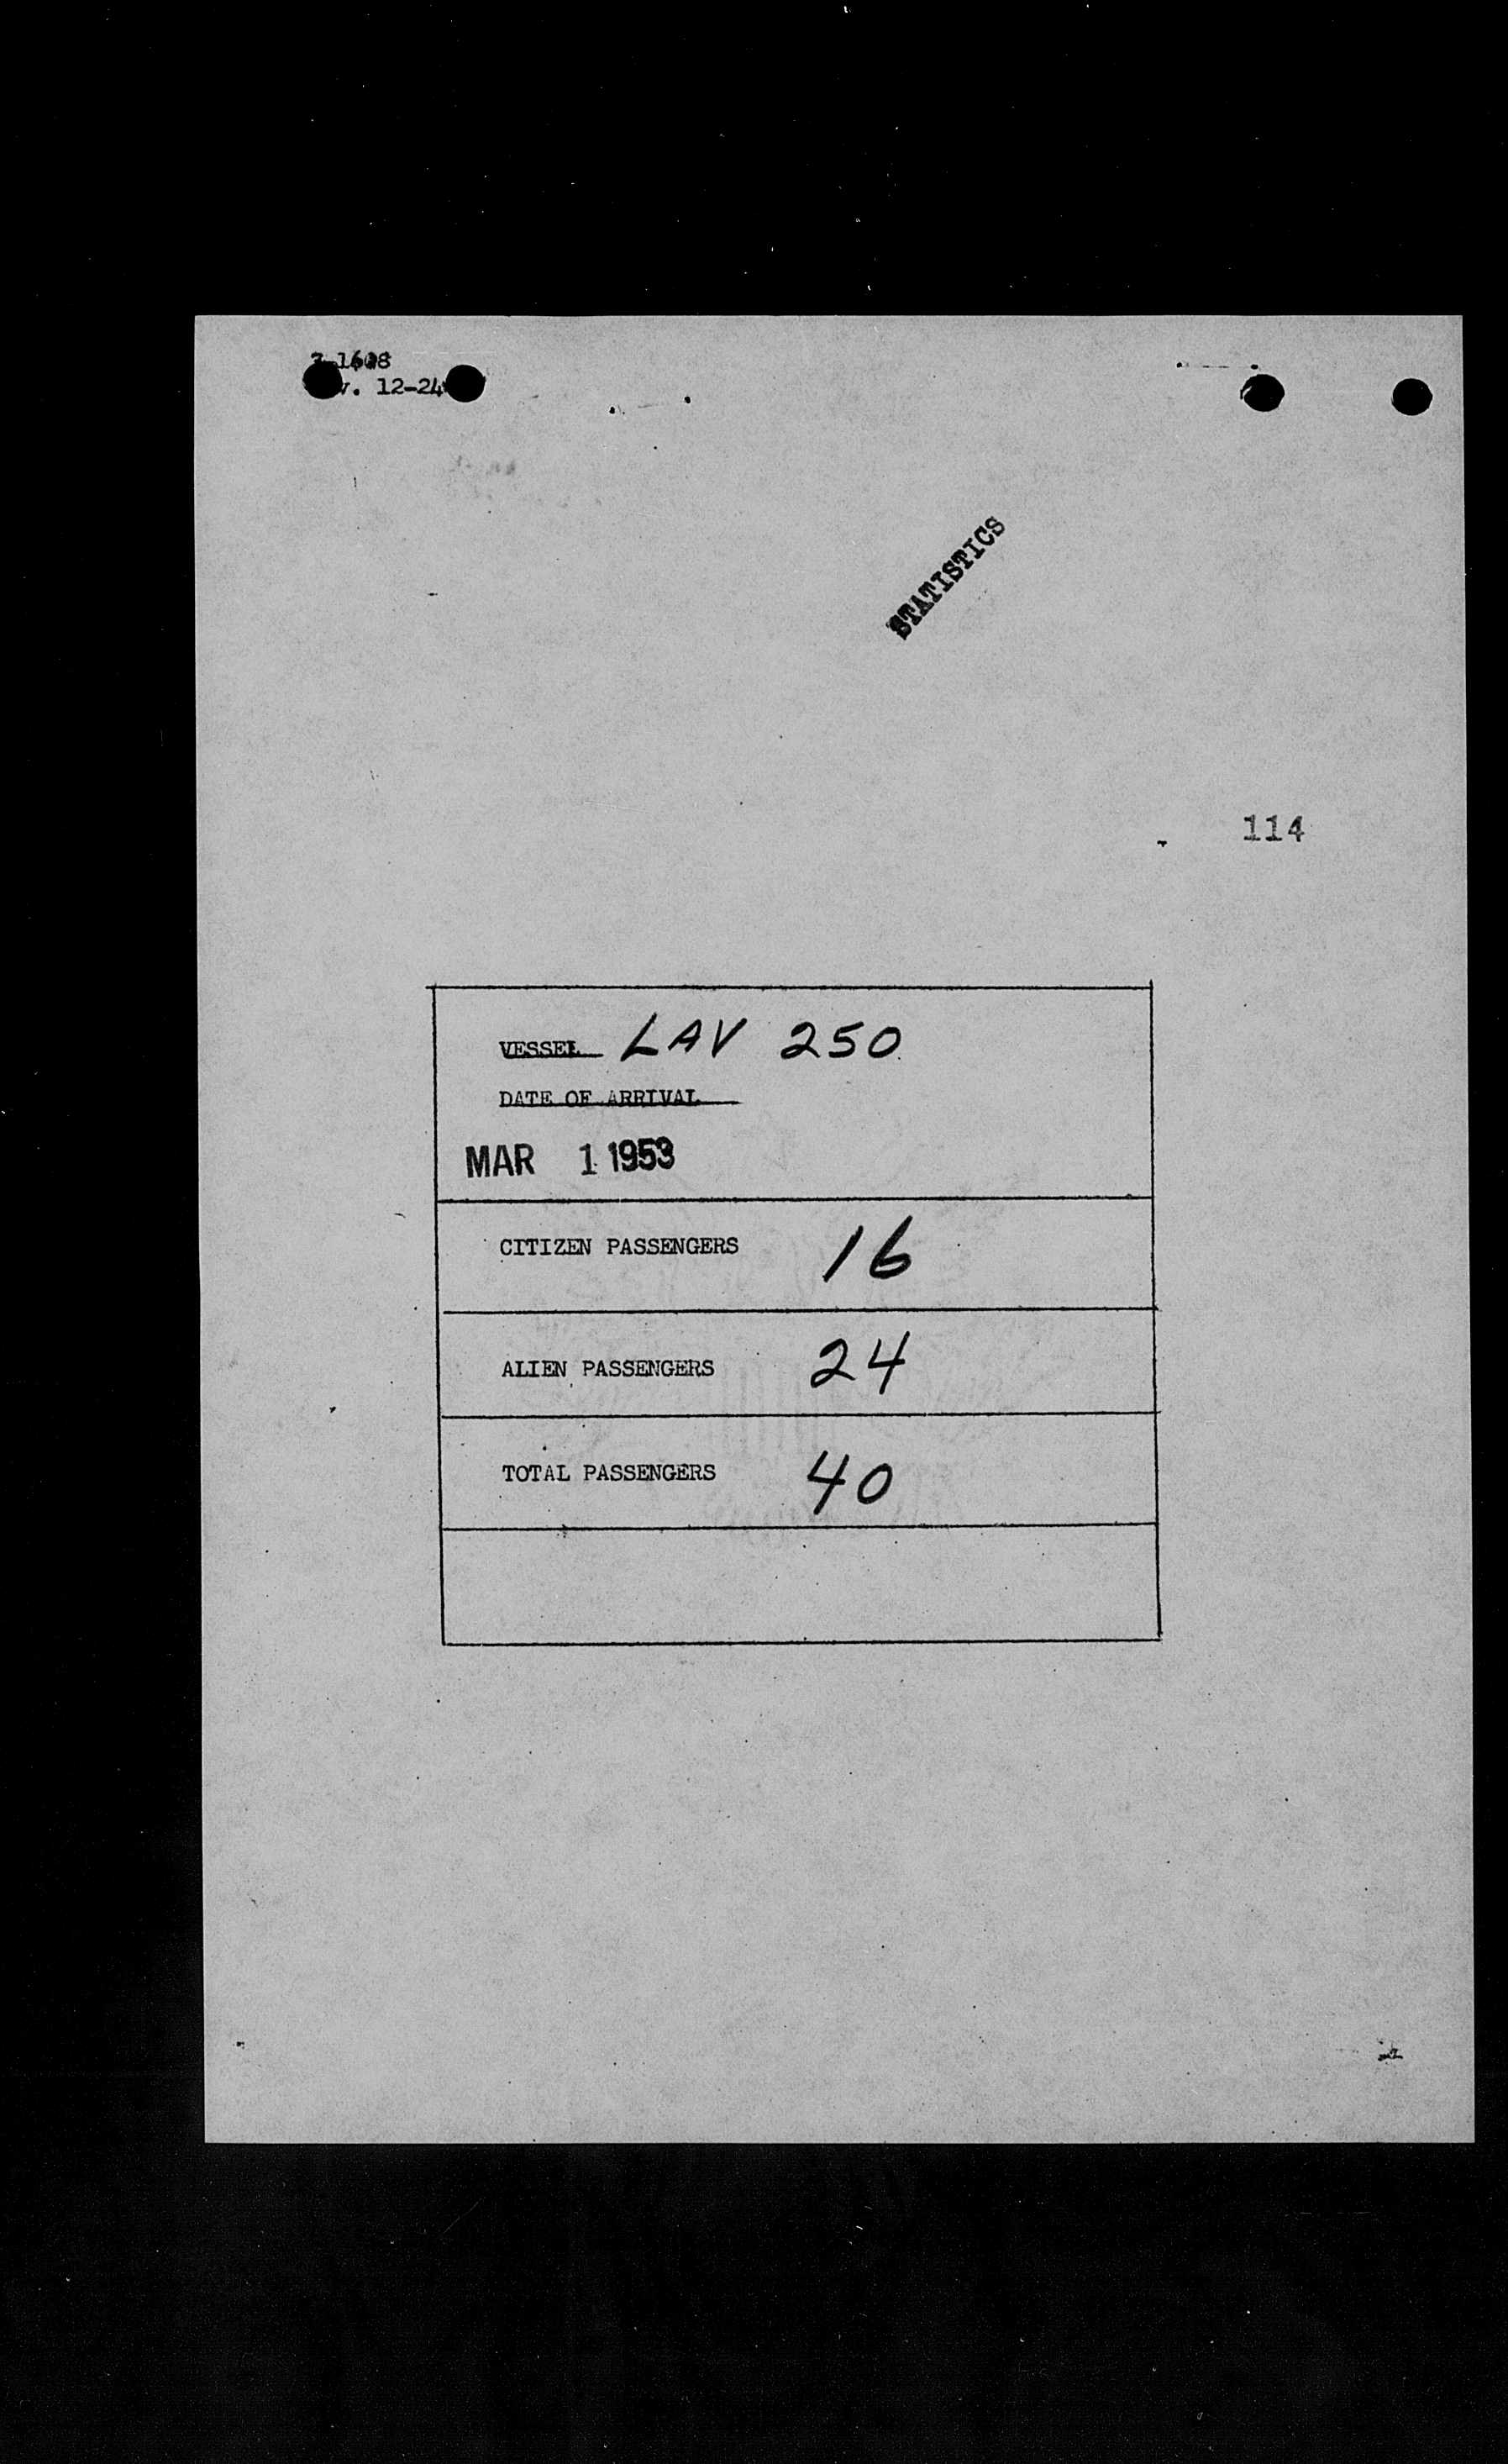 12-24
STATISTICS
114
VESSEL LAV 250
DATE OF ARRIVAL
MAR 1 1953
CITIZEN PASSENGERS 16
ALIEN PASSENGERS 24
TOTAL PASSENGERS 40